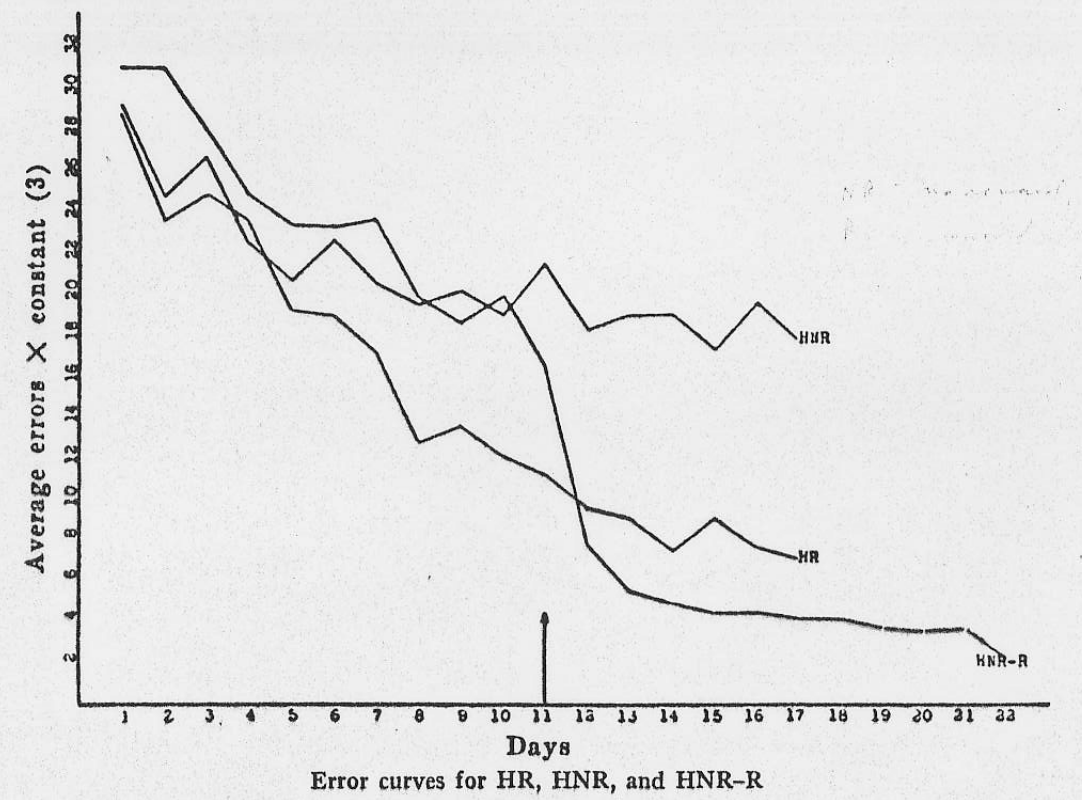 Average errors X constant (3)
32
30
28
26
24
22
20
18
16
14
12
10
8
6
4
2
HNR
HR
HNR-R
1 2 3 4 5 6 7 8 9 10 11 12 13 14 15 16 17 18 19 20 21 22
Days
Error curves for HR, HNR, and HNR-R